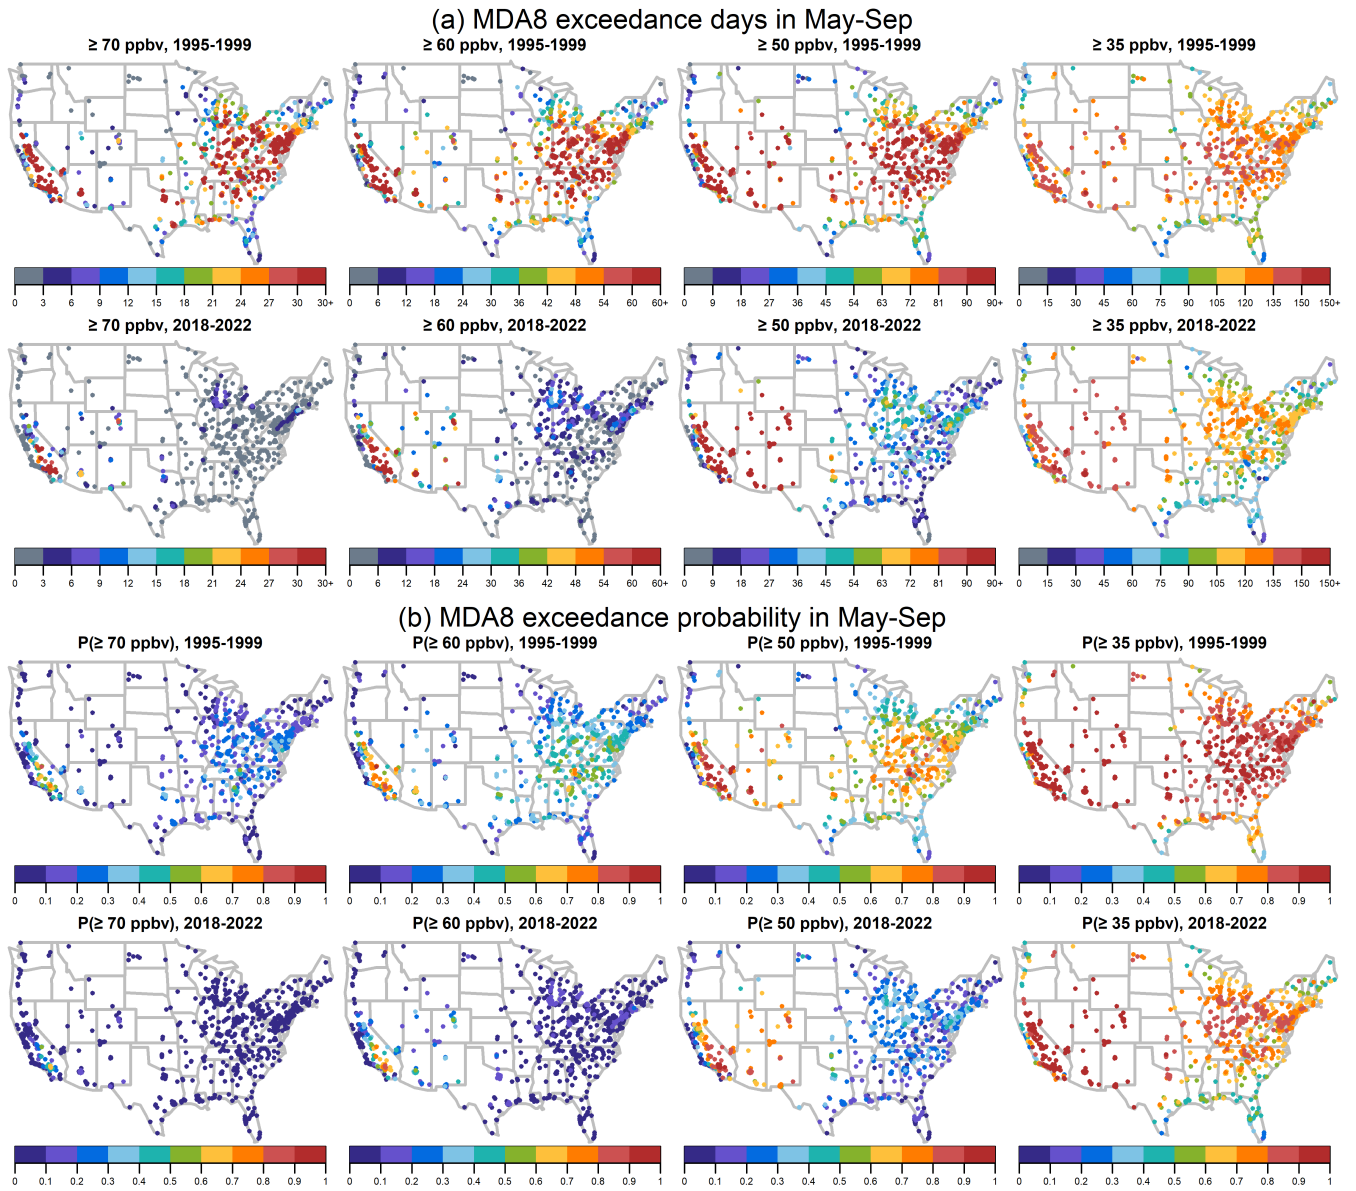 (a) MDA8 exceedance days in May-Sep
≥ 70 ppbv, 1995-1999 ≥ 60 ppbv, 1995-1999 ≥ 50 ppbv, 1995-1999 ≥ 35 ppbv, 1995-1999
0 3 6 9 12 15 18 21 24 27 30 30+ 0 6 12 18 24 30 36 42 48 54 60 60+ 0 9 18 27 36 45 54 63 72 81 90 90+ 0 15 30 45 60 75 90 105 120 135 150+
≥ 70 ppbv, 2018-2022 ≥ 60 ppbv, 2018-2022 ≥ 50 ppbv, 2018-2022 ≥ 35 ppbv, 2018-2022
0 3 6 9 12 15 18 21 24 27 30 30+ 0 6 12 18 24 30 36 42 48 54 60 60+ 0 9 18 27 36 45 54 63 72 81 90 90+ 0 15 30 45 60 75 90 105 120 135 150+
(b) MDA8 exceedance probability in May-Sep
P(≥ 70 ppbv), 1995-1999 P(≥ 60 ppbv), 1995-1999 P(≥ 50 ppbv), 1995-1999 P(≥ 35 ppbv), 1995-1999
0 0.1 0.2 0.3 0.4 0.5 0.6 0.7 0.8 0.9 1 0 0.1 0.2 0.3 0.4 0.5 0.6 0.7 0.8 0.9 1 0 0.1 0.2 0.3 0.4 0.5 0.6 0.7 0.8 0.9 1 0 0.1 0.2 0.3 0.4 0.5 0.6 0.7 0.8 0.9 1
P(≥ 70 ppbv), 2018-2022 P(≥ 60 ppbv), 2018-2022 P(≥ 50 ppbv), 2018-2022 P(≥ 35 ppbv), 2018-2022
0 0.1 0.2 0.3 0.4 0.5 0.6 0.7 0.8 0.9 1 0 0.1 0.2 0.3 0.4 0.5 0.6 0.7 0.8 0.9 1 0 0.1 0.2 0.3 0.4 0.5 0.6 0.7 0.8 0.9 1 0 0.1 0.2 0.3 0.4 0.5 0.6 0.7 0.8 0.9 1